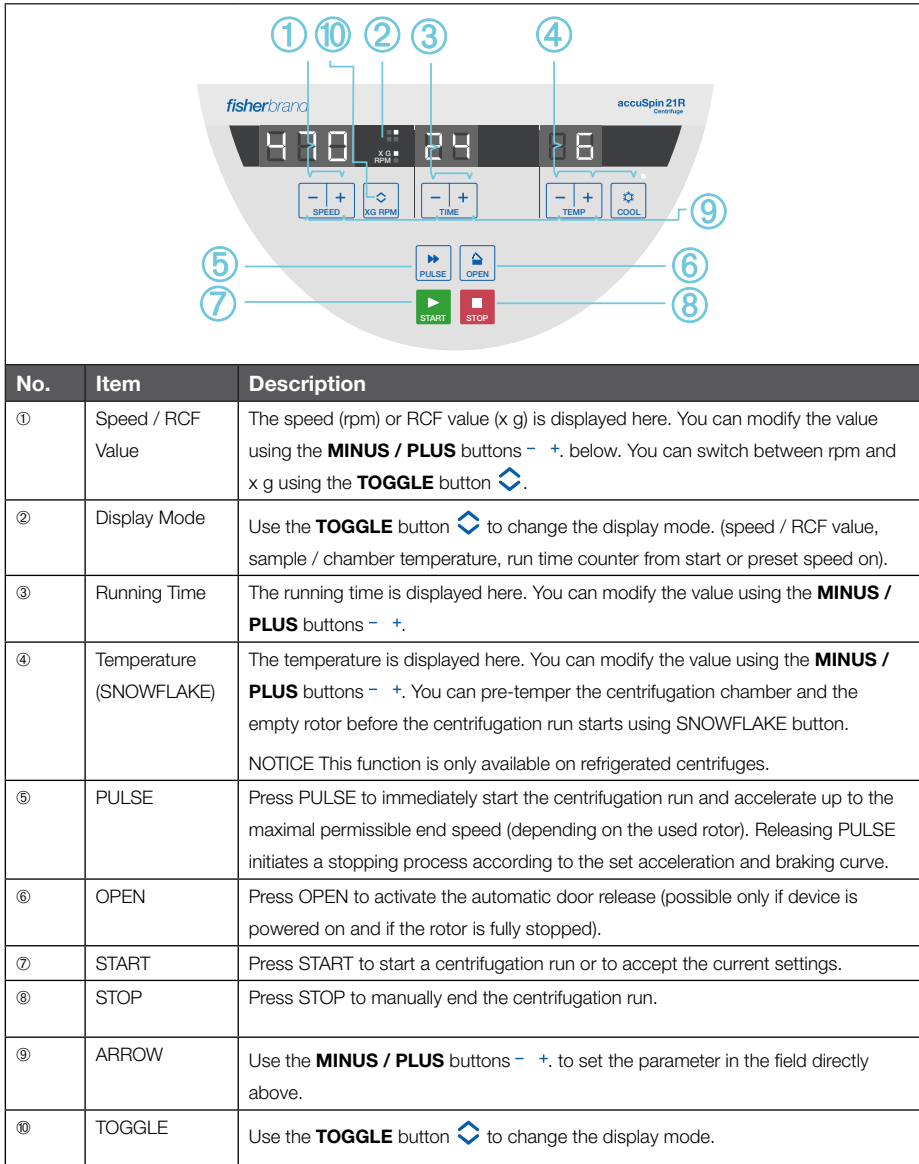 ① ⑩ ② ③ ④
fisherbrand
accuSpin 21R
Centrifuge
470 24 6
X G
RPM
− + − + − +
SPEED XG RPM TIME TEMP COOL
⑨
⑤ PULSE OPEN ⑥
⑦ START STOP ⑧
No. Item Description
① Speed / RCF The speed (rpm) or RCF value (x g) is displayed here. You can modify the value
Value using the MINUS / PLUS buttons − +. below. You can switch between rpm and
x g using the TOGGLE button .
② Display Mode Use the TOGGLE button to change the display mode. (speed / RCF value,
sample / chamber temperature, run time counter from start or preset speed on).
③ Running Time The running time is displayed here. You can modify the value using the MINUS /
PLUS buttons − +.
④ Temperature The temperature is displayed here. You can modify the value using the MINUS /
(SNOWFLAKE) PLUS buttons − +. You can pre-temper the centrifugation chamber and the
empty rotor before the centrifugation run starts using SNOWFLAKE button.
NOTICE This function is only available on refrigerated centrifuges.
⑤ PULSE Press PULSE to immediately start the centrifugation run and accelerate up to the
maximal permissible end speed (depending on the used rotor). Releasing PULSE
initiates a stopping process according to the set acceleration and braking curve.
⑥ OPEN Press OPEN to activate the automatic door release (possible only if device is
powered on and if the rotor is fully stopped).
⑦ START Press START to start a centrifugation run or to accept the current settings.
⑧ STOP Press STOP to manually end the centrifugation run.
⑨ ARROW Use the MINUS / PLUS buttons − +. to set the parameter in the field directly
above.
⑩ TOGGLE Use the TOGGLE button to change the display mode.